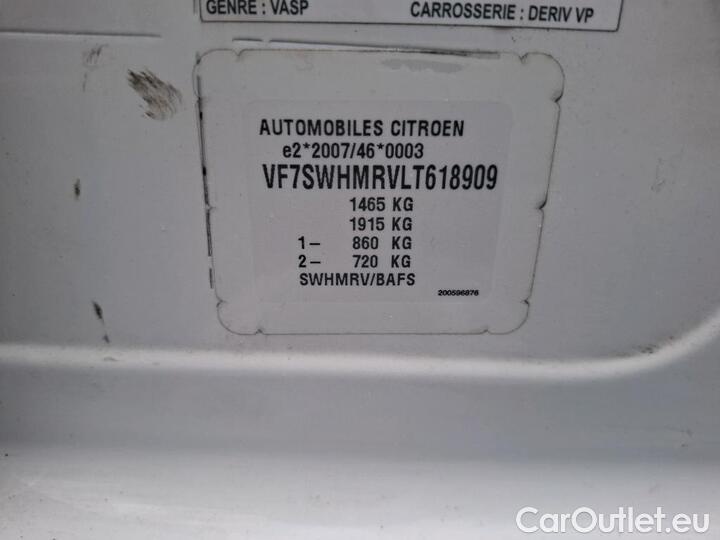 GENRE : VASP CARROSSERIE : DERIV VP
AUTOMOBILES CITROEN
e2*2007/46*0003
VF7SWHMRVLT618909
1465 KG
1915 KG
1- 860 KG
2- 720 KG
SWHMRV/BAFS
200596876
CarOutlet.eu